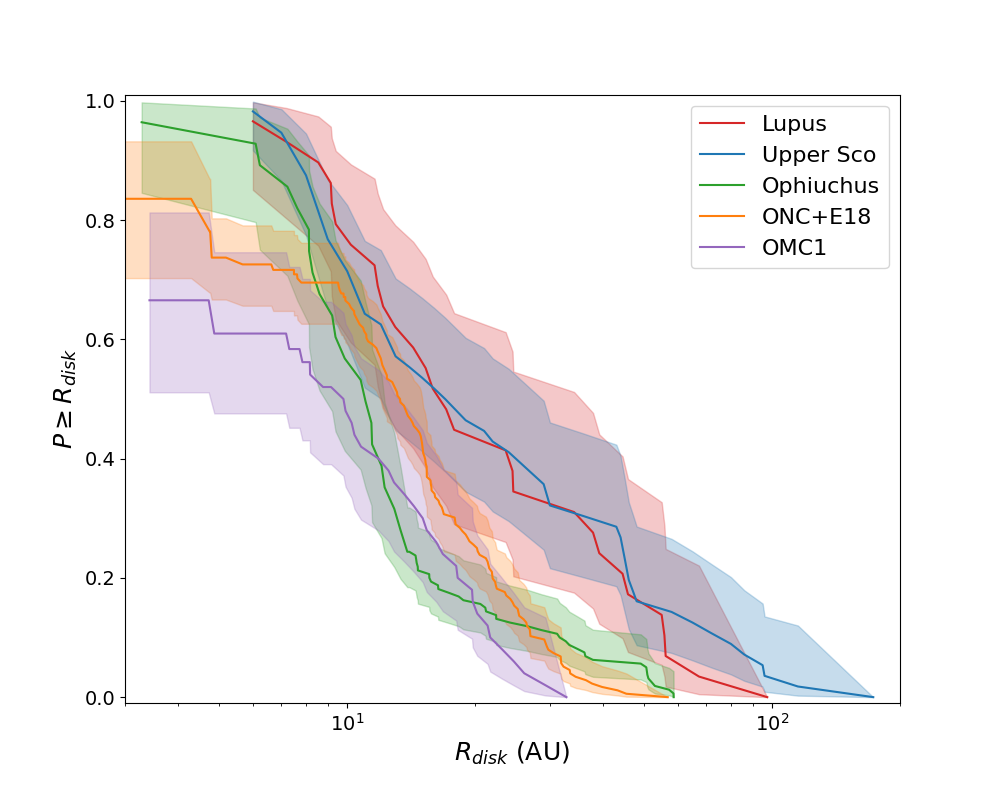 1.0
0.8
0.6
0.4
0.2
0.0
P ≥ R_disk
10^1
10^2
R_disk (AU)
Lupus
Upper Sco
Ophiuchus
ONC+E18
OMC1